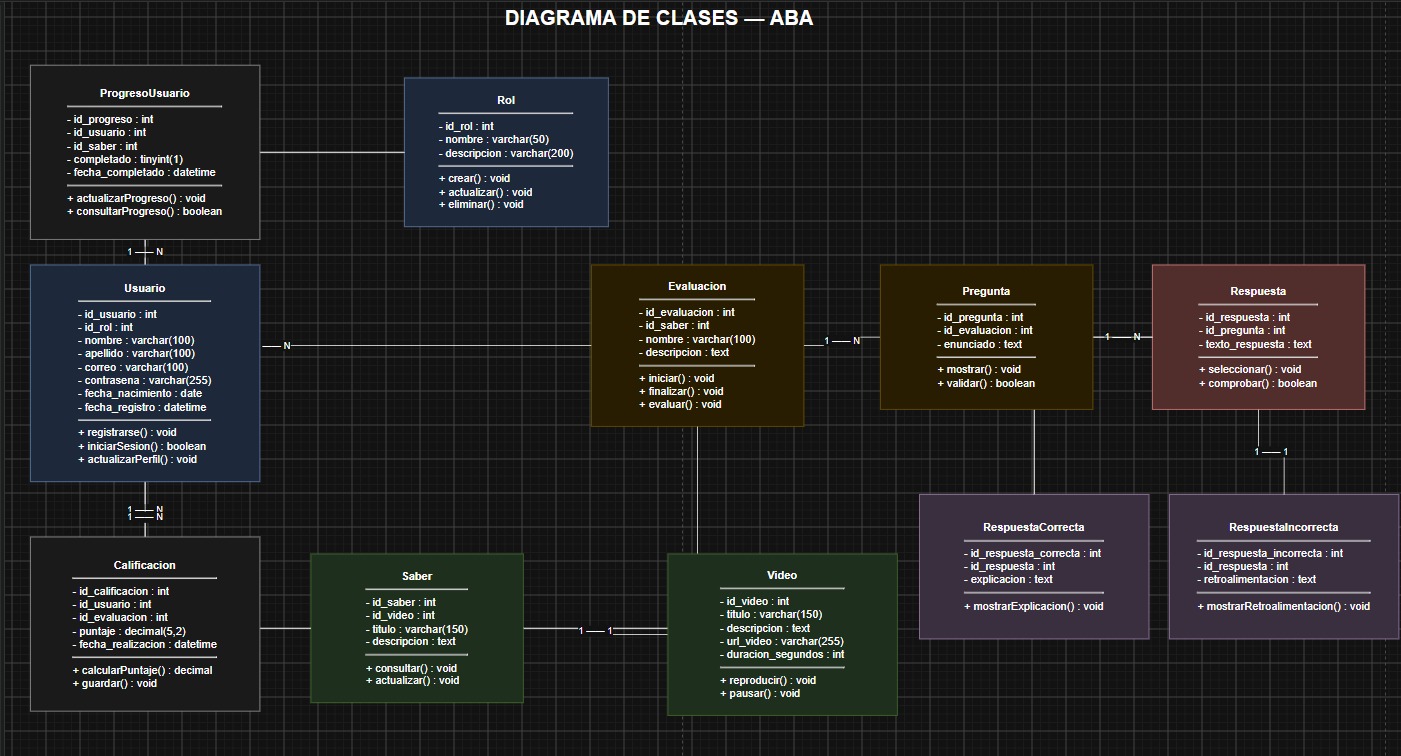 DIAGRAMA DE CLASES — ABA
ProgresoUsuario
- id_progreso : int
- id_usuario : int
- id_saber : int
- completado : tinyint(1)
- fecha_completado : datetime
+ actualizarProgreso() : void
+ consultarProgreso() : boolean
Rol
- id_rol : int
- nombre : varchar(50)
- descripcion : varchar(200)
+ crear() : void
+ actualizar() : void
+ eliminar() : void
1 N
Usuario
- id_usuario : int
- id_rol : int
- nombre : varchar(100)
- apellido : varchar(100)
- correo : varchar(100)
- contrasena : varchar(255)
- fecha_nacimiento : date
- fecha_registro : datetime
+ registrarse() : void
+ iniciarSesion() : boolean
+ actualizarPerfil() : void
N
Evaluacion
- id_evaluacion : int
- id_saber : int
- nombre : varchar(100)
- descripcion : text
+ iniciar() : void
+ finalizar() : void
+ evaluar() : void
1 N
Pregunta
- id_pregunta : int
- id_evaluacion : int
- enunciado : text
+ mostrar() : void
+ validar() : boolean
1 N
Respuesta
- id_respuesta : int
- id_pregunta : int
- texto_respuesta : text
+ seleccionar() : void
+ comprobar() : boolean
1 1
1 N
1 N
Calificacion
- id_calificacion : int
- id_usuario : int
- id_evaluacion : int
- puntaje : decimal(5,2)
- fecha_realizacion : datetime
+ calcularPuntaje() : decimal
+ guardar() : void
Saber
- id_saber : int
- id_video : int
- titulo : varchar(150)
- descripcion : text
+ consultar() : void
+ actualizar() : void
1 1
Video
- id_video : int
- titulo : varchar(150)
- descripcion : text
- url_video : varchar(255)
- duracion_segundos : int
+ reproducir() : void
+ pausar() : void
RespuestaCorrecta
- id_respuesta_correcta : int
- id_respuesta : int
- explicacion : text
+ mostrarExplicacion() : void
RespuestaIncorrecta
- id_respuesta_incorrecta : int
- id_respuesta : int
- retroalimentacion : text
+ mostrarRetroalimentacion() : void